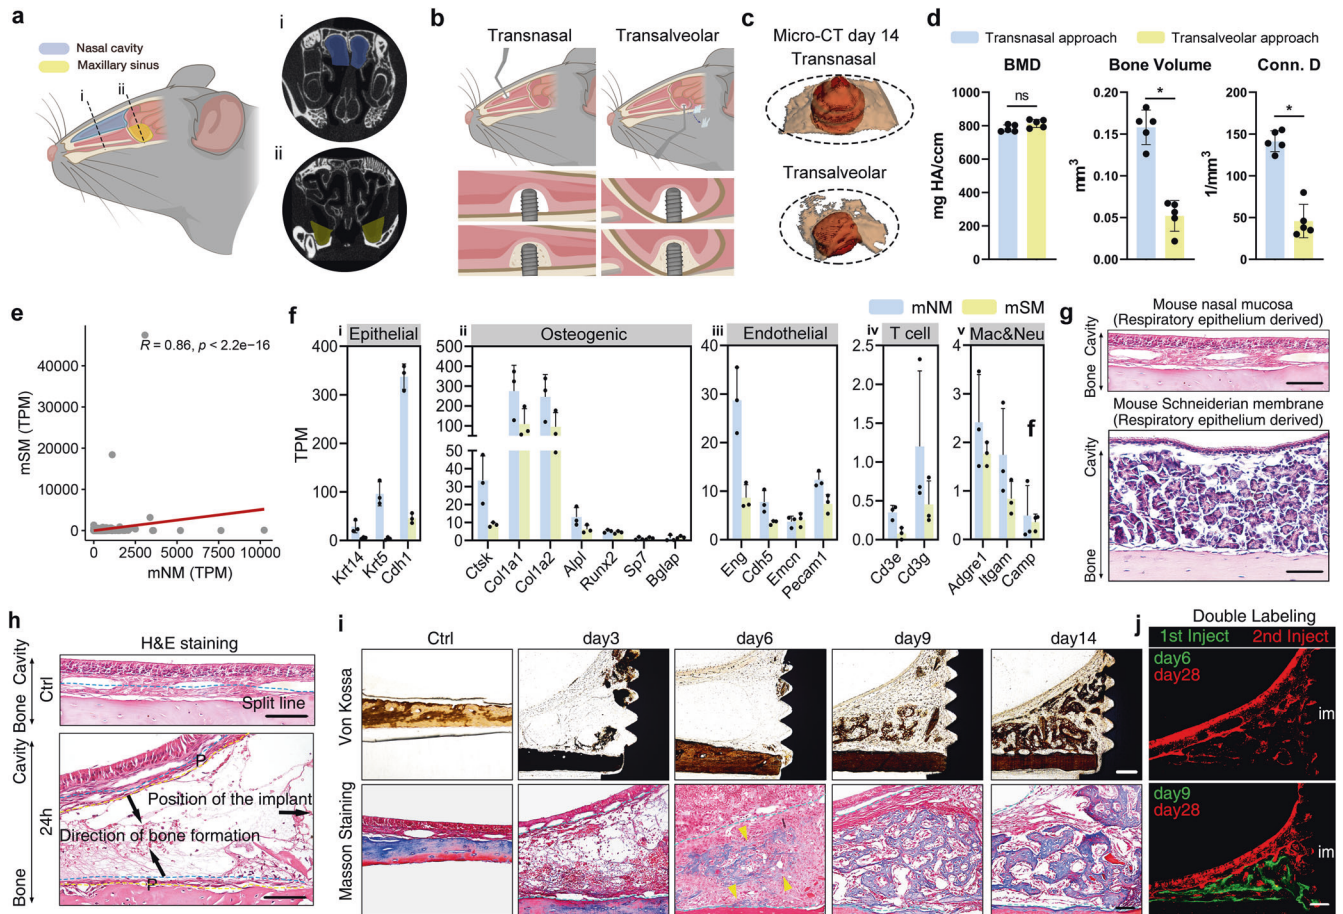 a
Nasal cavity
Maxillary sinus
i
ii
i
ii
b
Transnasal
Transalveolar
c
Micro-CT day 14
Transnasal
Transalveolar
d
Transnasal approach
Transalveolar approach
BMD
ns
mg HA/ccm
1000
800
600
400
200
0
Bone Volume
*
mm³
0.20
0.15
0.10
0.05
0.00
Conn. D
*
1/mm³
200
150
100
50
0
e
R = 0.86, p < 2.2e−16
mSM (TPM)
40000
30000
20000
10000
0
0
2500
5000
7500
10000
mNM (TPM)
f
mNM
mSM
TPM
i
Epithelial
400
300
200
100
0
Krt14
Krt5
Cdh1
ii
Osteogenic
500
400
300
200
100
50
40
30
20
10
0
Ctsk
Col1a1
Col1a2
Alpl
Runx2
Sp7
Bglap
iii
Endothelial
40
30
20
10
0
Eng
Cdh5
Emcn
Pecam1
iv
T cell
2.5
2.0
1.5
1.0
0.5
0.0
Cd3e
Cd3g
v
Mac&Neu
f
4
3
2
1
0
Adgre1
Itgam
Camp
g
Mouse nasal mucosa
(Respiratory epithelium derived)
Cavity
Bone
Mouse Schneiderian membrane
(Respiratory epithelium derived)
Cavity
Bone
h
H&E staining
Cavity
Bone
Ctrl
Split line
Cavity
Bone
24h
P
Position of the implant
Direction of bone formation
P
i
Ctrl
day3
day6
day9
day14
Von Kossa
Masson Staining
j
Double Labeling
1st Inject
2nd Inject
day6
day28
im
day9
day28
im